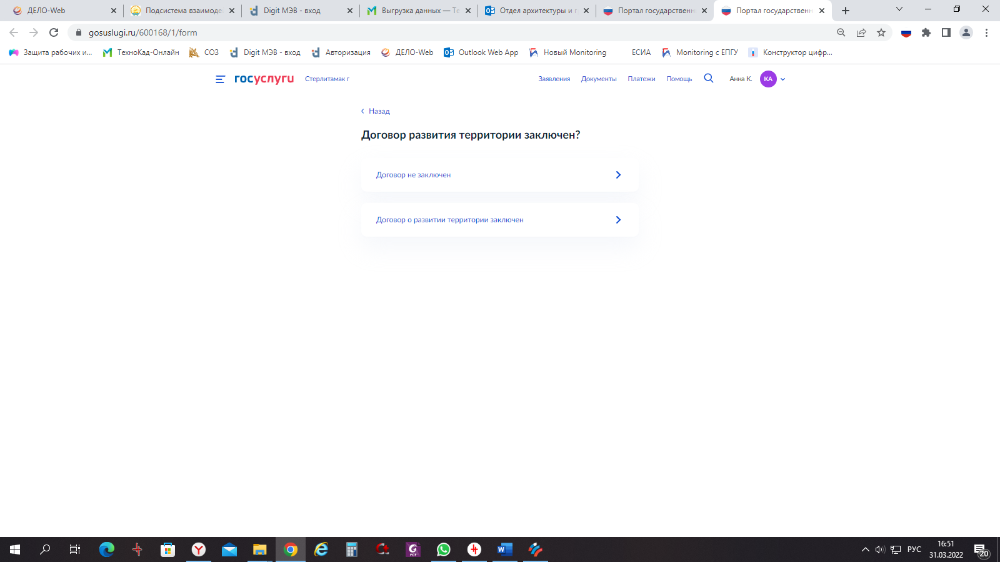 ДЕЛО-Web
Подсистема взаимоде
Digit МЭВ - вход
Выгрузка данных — Те
Отдел архитектуры и г
Портал государственн
Портал государственн
gosuslugi.ru/600168/1/form
Защита рабочих и...
ТехноКад-Онлайн
СОЗ
Digit МЭВ - вход
Авторизация
ДЕЛО-Web
Outlook Web App
Новый Monitoring
ЕСИА
Monitoring с ЕПГУ
Конструктор цифр...
госуслуги
Стерлитамак г
Заявления
Документы
Платежи
Помощь
Анна К.
КА
Назад
Договор развития территории заключен?
Договор не заключен
Договор о развитии территории заключен
РУС
16:51
31.03.2022
20